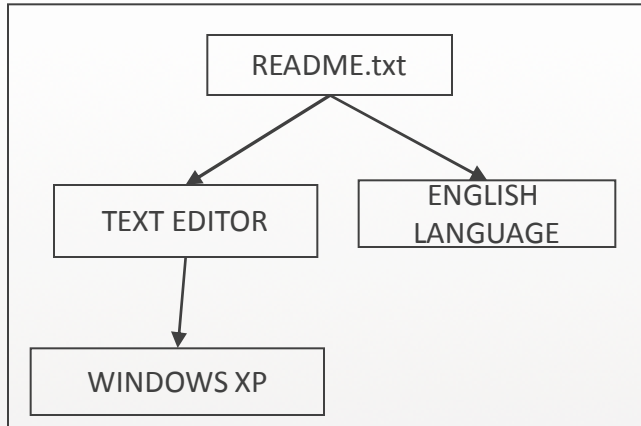 README.txt
TEXT EDITOR
ENGLISH
LANGUAGE
WINDOWS XP